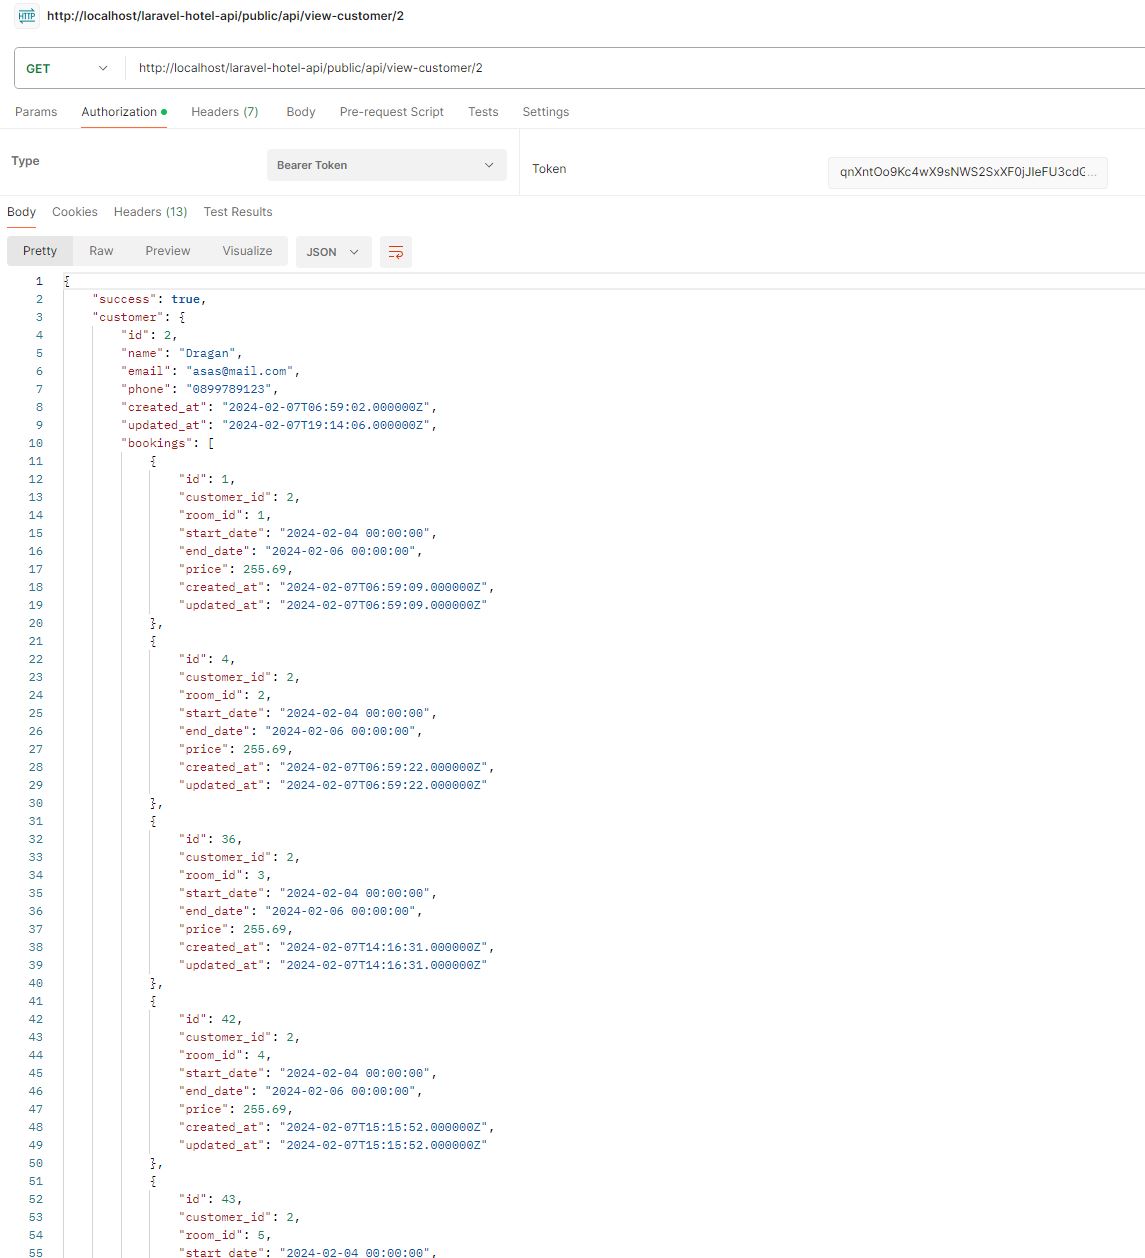 HTTP http://localhost/laravel-hotel-api/public/api/view-customer/2
GET http://localhost/laravel-hotel-api/public/api/view-customer/2
Params Authorization Headers (7) Body Pre-request Script Tests Settings
Type Bearer Token Token qnXntOo9Kc4wX9sNWS2SxXF0jJIeFU3cdC...
Body Cookies Headers (13) Test Results
Pretty Raw Preview Visualize JSON
1 {
2 "success": true,
3 "customer": {
4 "id": 2,
5 "name": "Dragan",
6 "email": "asas@mail.com",
7 "phone": "0899789123",
8 "created_at": "2024-02-07T06:59:02.000000Z",
9 "updated_at": "2024-02-07T19:14:06.000000Z",
10 "bookings": [
11 {
12 "id": 1,
13 "customer_id": 2,
14 "room_id": 1,
15 "start_date": "2024-02-04 00:00:00",
16 "end_date": "2024-02-06 00:00:00",
17 "price": 255.69,
18 "created_at": "2024-02-07T06:59:09.000000Z",
19 "updated_at": "2024-02-07T06:59:09.000000Z"
20 },
21 {
22 "id": 4,
23 "customer_id": 2,
24 "room_id": 2,
25 "start_date": "2024-02-04 00:00:00",
26 "end_date": "2024-02-06 00:00:00",
27 "price": 255.69,
28 "created_at": "2024-02-07T06:59:22.000000Z",
29 "updated_at": "2024-02-07T06:59:22.000000Z"
30 },
31 {
32 "id": 36,
33 "customer_id": 2,
34 "room_id": 3,
35 "start_date": "2024-02-04 00:00:00",
36 "end_date": "2024-02-06 00:00:00",
37 "price": 255.69,
38 "created_at": "2024-02-07T14:16:31.000000Z",
39 "updated_at": "2024-02-07T14:16:31.000000Z"
40 },
41 {
42 "id": 42,
43 "customer_id": 2,
44 "room_id": 4,
45 "start_date": "2024-02-04 00:00:00",
46 "end_date": "2024-02-06 00:00:00",
47 "price": 255.69,
48 "created_at": "2024-02-07T15:15:52.000000Z",
49 "updated_at": "2024-02-07T15:15:52.000000Z"
50 },
51 {
52 "id": 43,
53 "customer_id": 2,
54 "room_id": 5,
55 "start_date": "2024-02-04 00:00:00",